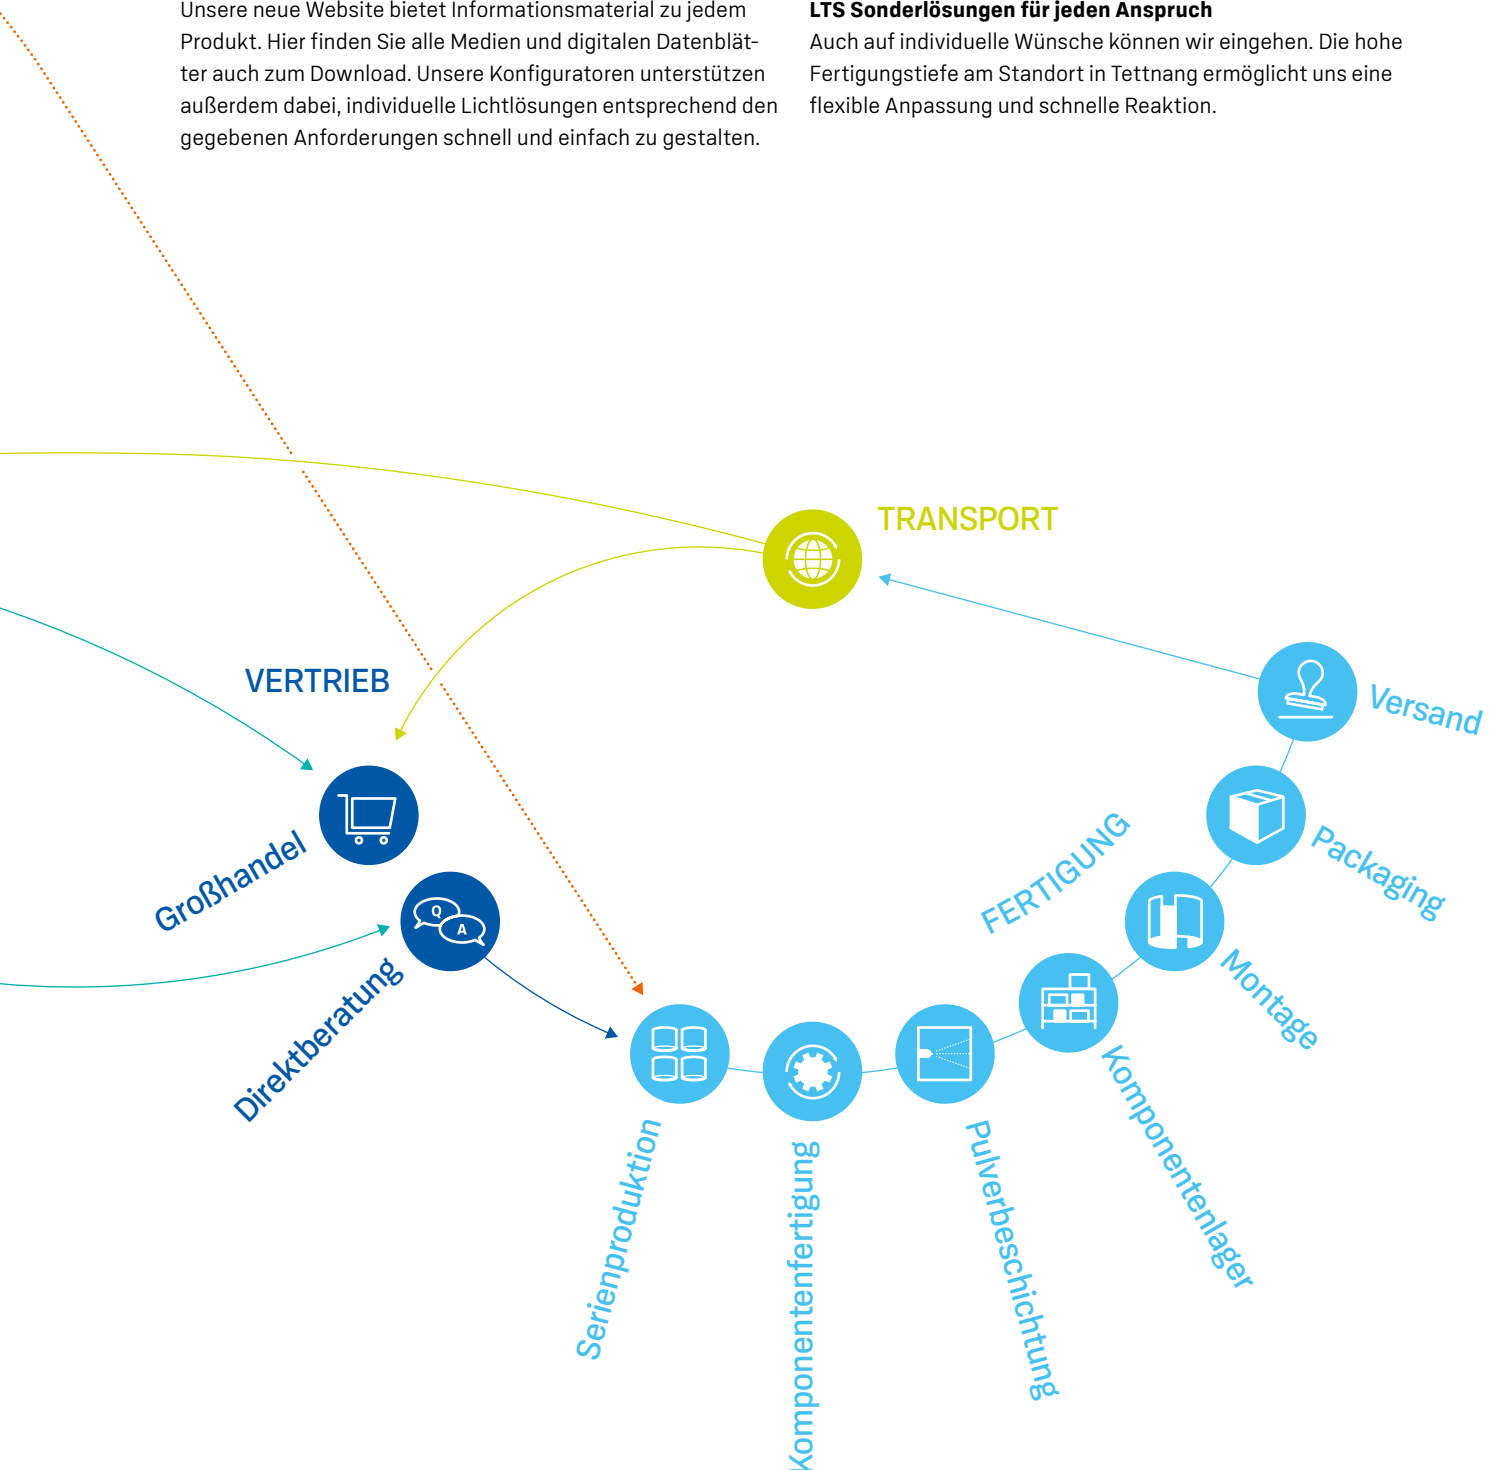 Unsere neue Website bietet Informationsmaterial zu jedem
Produkt. Hier finden Sie alle Medien und digitalen Datenblät-
ter auch zum Download. Unsere Konfiguratoren unterstützen
außerdem dabei, individuelle Lichtlösungen entsprechend den
gegebenen Anforderungen schnell und einfach zu gestalten.
LTS Sonderlösungen für jeden Anspruch
Auch auf individuelle Wünsche können wir eingehen. Die hohe
Fertigungstiefe am Standort in Tettnang ermöglicht uns eine
flexible Anpassung und schnelle Reaktion.
TRANSPORT
VERTRIEB
Großhandel
Q
A
Direktberatung
FERTIGUNG
Serienproduktion
Komponentenfertigung
Pulverbeschichtung
Komponentenlager
Montage
Packaging
Versand